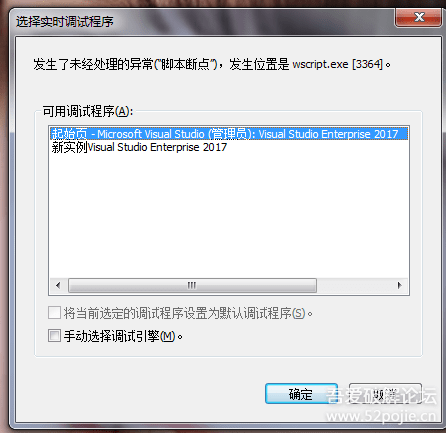 选择实时调试程序
发生了未经处理的异常(“脚本断点”)，发生位置是 wscript.exe [3364]。
可用调试程序(A):
起始页 - Microsoft Visual Studio (管理员): Visual Studio Enterprise 2017
新实例Visual Studio Enterprise 2017
将当前选定的调试程序设置为默认调试程序(S)。
手动选择调试引擎(M)。
确定
取消
吾爱破解论坛
www.52pojie.cn